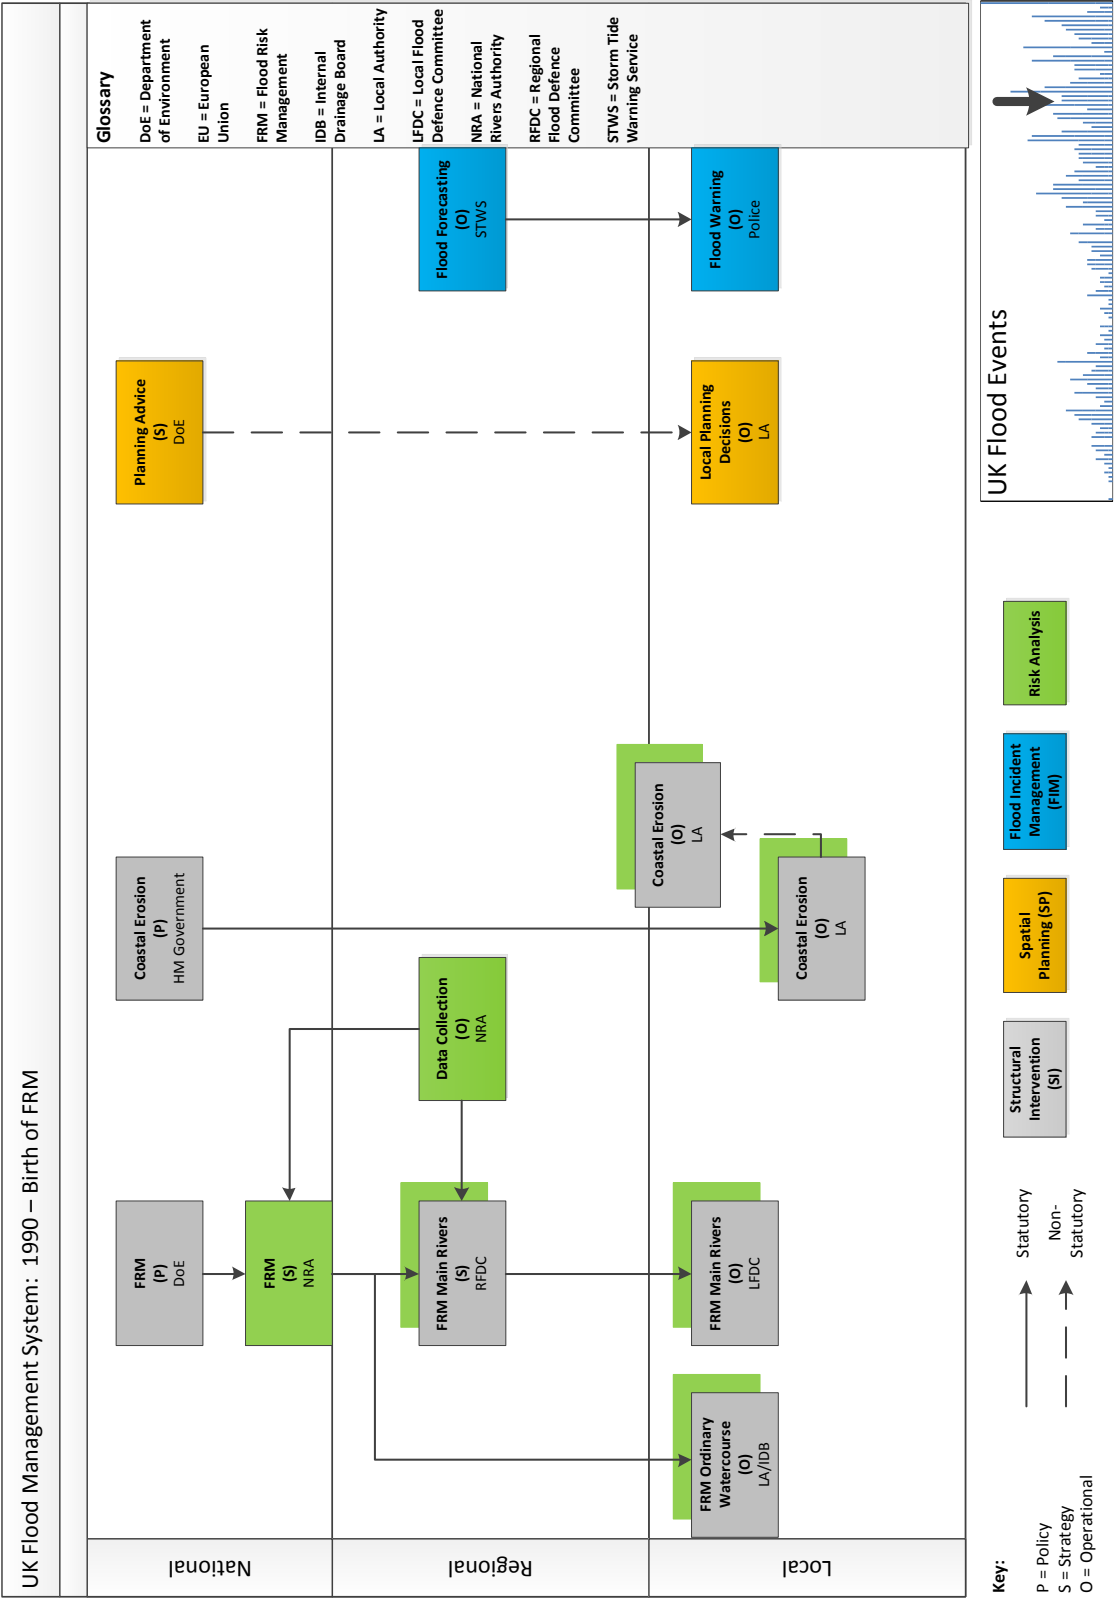 UK Flood Management System:  1990 – Birth of FRM
National
Regional
Local
FRM
(P)
DoE
FRM
(S)
NRA
FRM Main Rivers
(S)
RFDC
FRM Main Rivers
(O)
LFDC
FRM Ordinary
Watercourse
(O)
LA/IDB
Data Collection
(O)
NRA
Coastal Erosion
(P)
HM Government
Coastal Erosion
(O)
LA
Coastal Erosion
(O)
LA
Planning Advice
(S)
DoE
Local Planning
Decisions
(O)
LA
Flood Forecasting
(O)
STWS
Flood Warning
(O)
Police
Glossary
DoE = Department
of Environment
EU = European
Union
FRM = Flood Risk
Management
IDB = Internal
Drainage Board
LA = Local Authority
LFDC = Local Flood
Defence Committee
NRA = National
Rivers Authority
RFDC = Regional
Flood Defence
Committee
STWS = Storm Tide
Warning Service
Key:
P = Policy
S = Strategy
O = Operational
Statutory
Non-
Statutory
Structural
Intervention
(SI)
Spatial
Planning (SP)
Flood Incident
Management
(FIM)
Risk Analysis
UK Flood Events